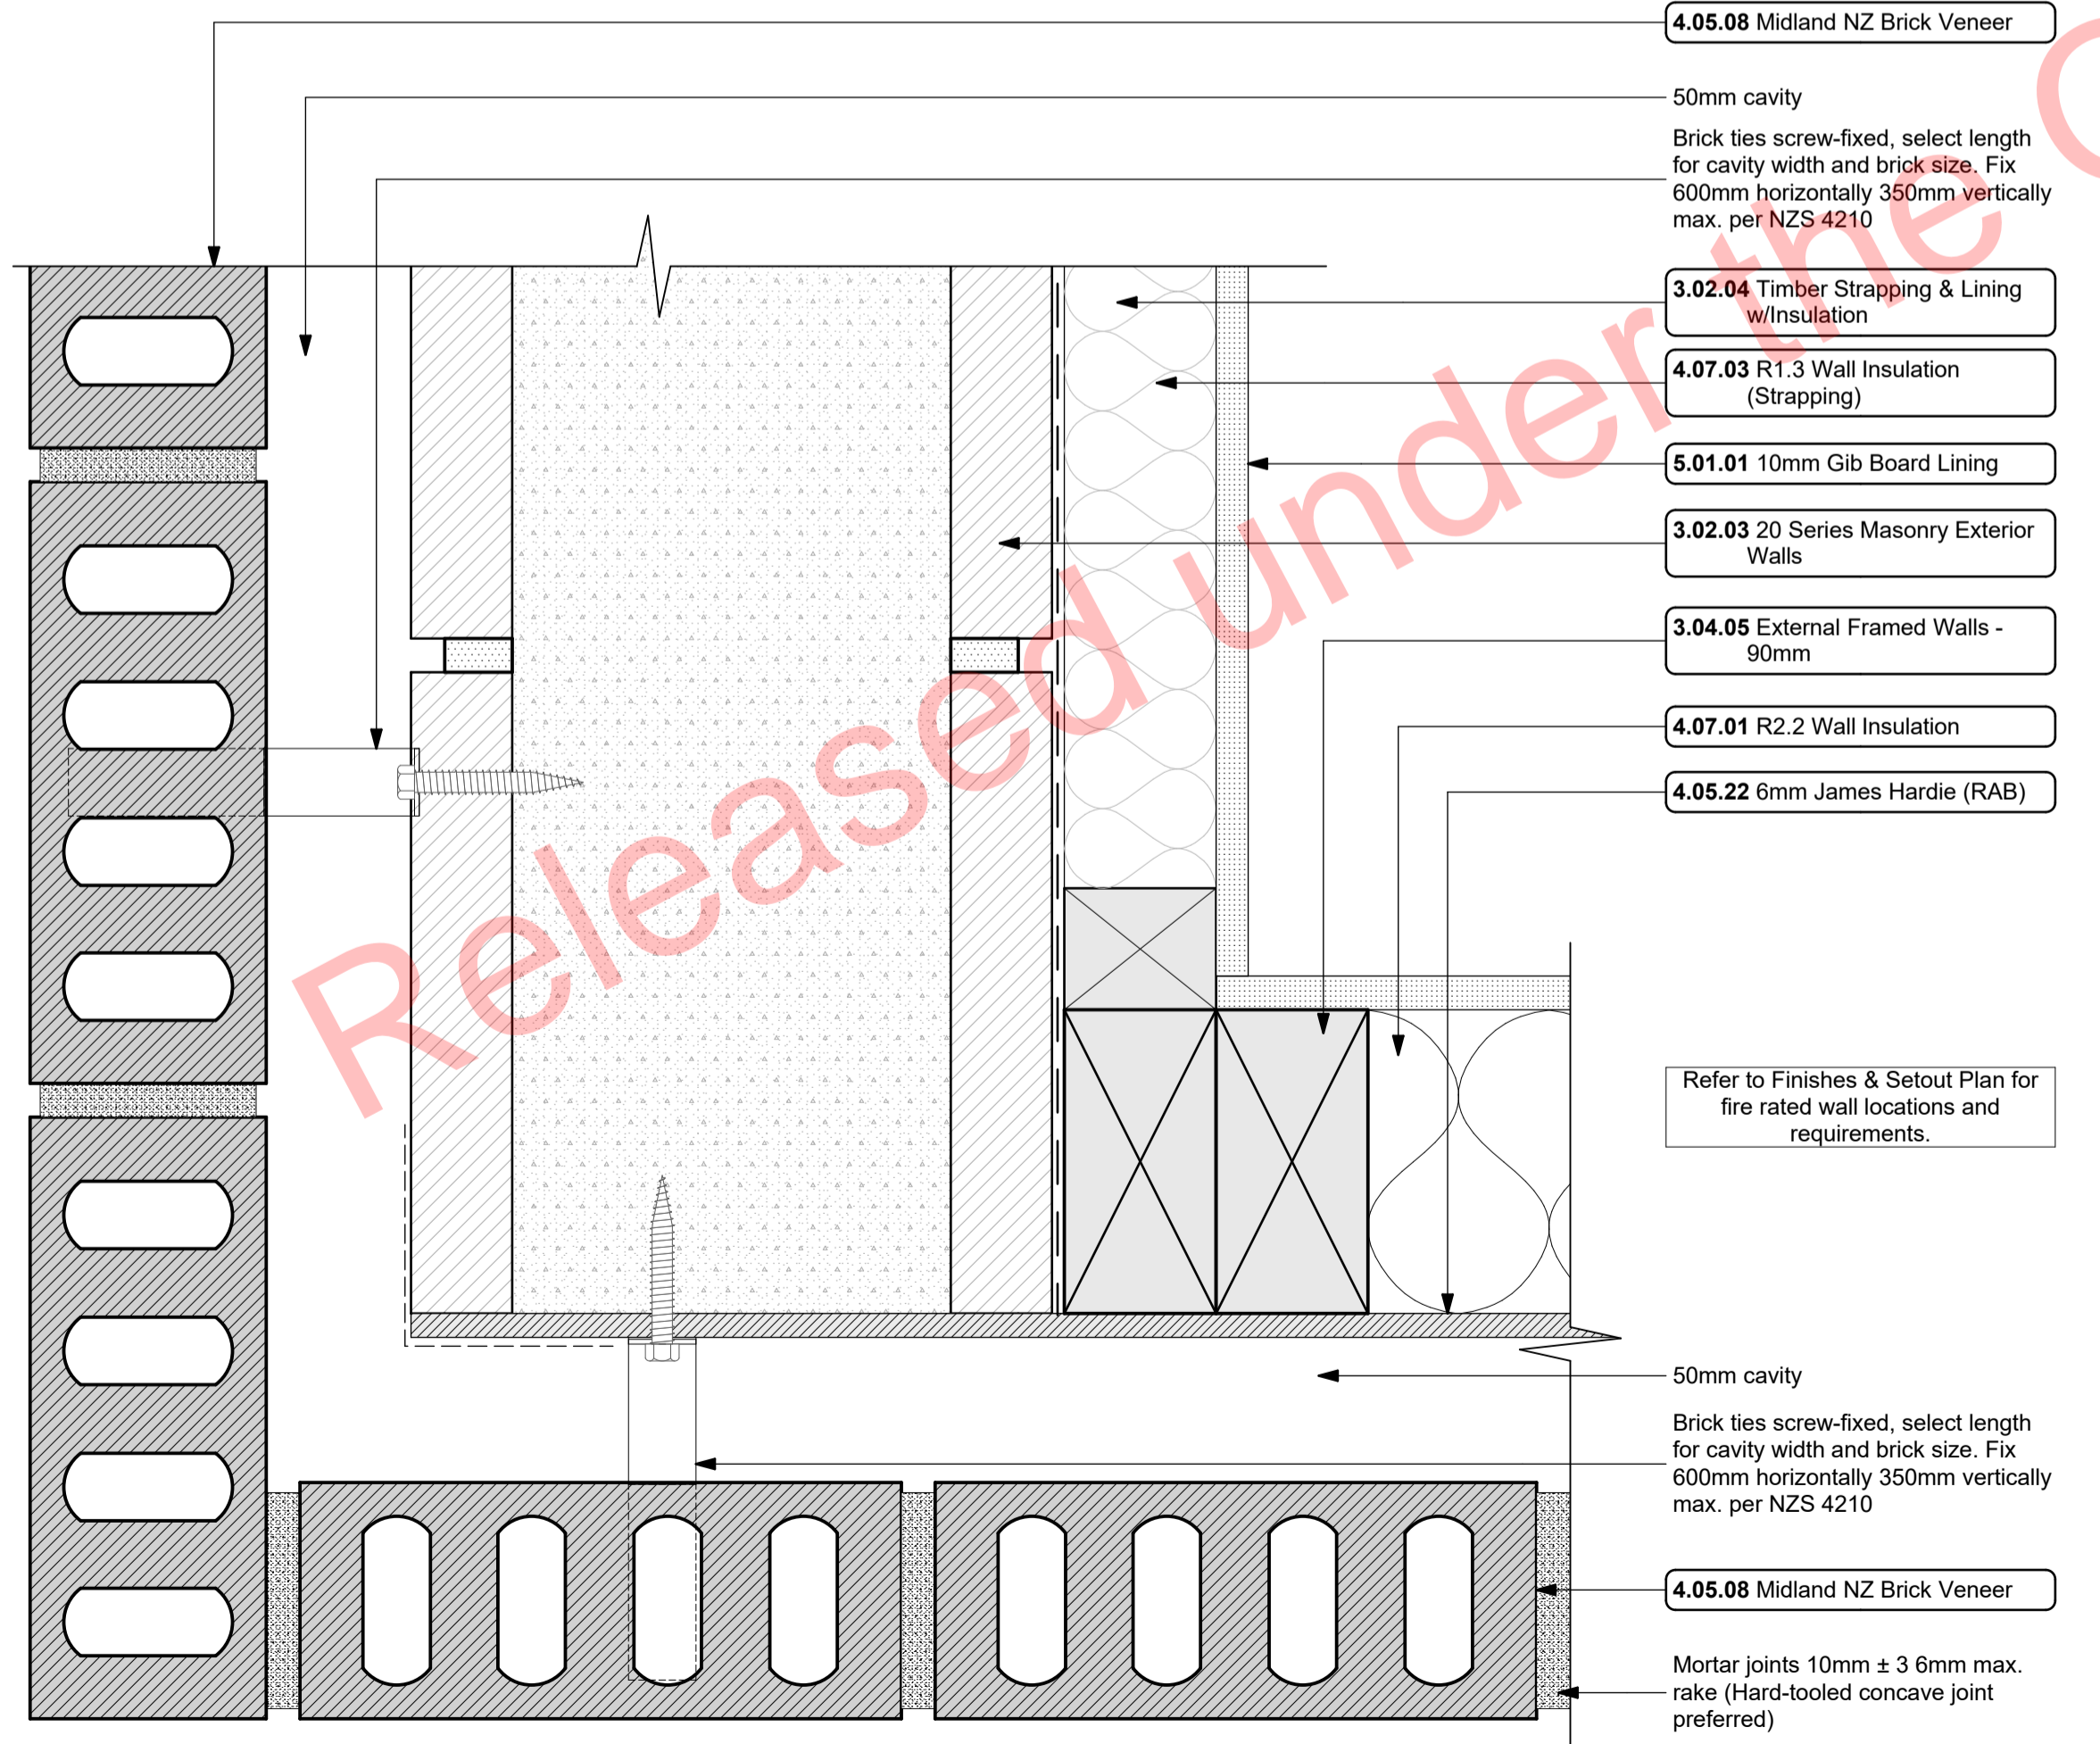 4.05.08 Midland NZ Brick Veneer
50mm cavity
Brick ties screw-fixed, select length
for cavity width and brick size. Fix
600mm horizontally 350mm vertically
max. per NZS 4210
3.02.04 Timber Strapping & Lining
w/Insulation
4.07.03 R1.3 Wall Insulation
(Strapping)
5.01.01 10mm Gib Board Lining
3.02.03 20 Series Masonry Exterior
Walls
3.04.05 External Framed Walls -
90mm
4.07.01 R2.2 Wall Insulation
4.05.22 6mm James Hardie (RAB)
Refer to Finishes & Setout Plan for
fire rated wall locations and
requirements.
50mm cavity
Brick ties screw-fixed, select length
for cavity width and brick size. Fix
600mm horizontally 350mm vertically
max. per NZS 4210
4.05.08 Midland NZ Brick Veneer
Mortar joints 10mm ± 3 6mm max.
rake (Hard-tooled concave joint
preferred)
Released under the